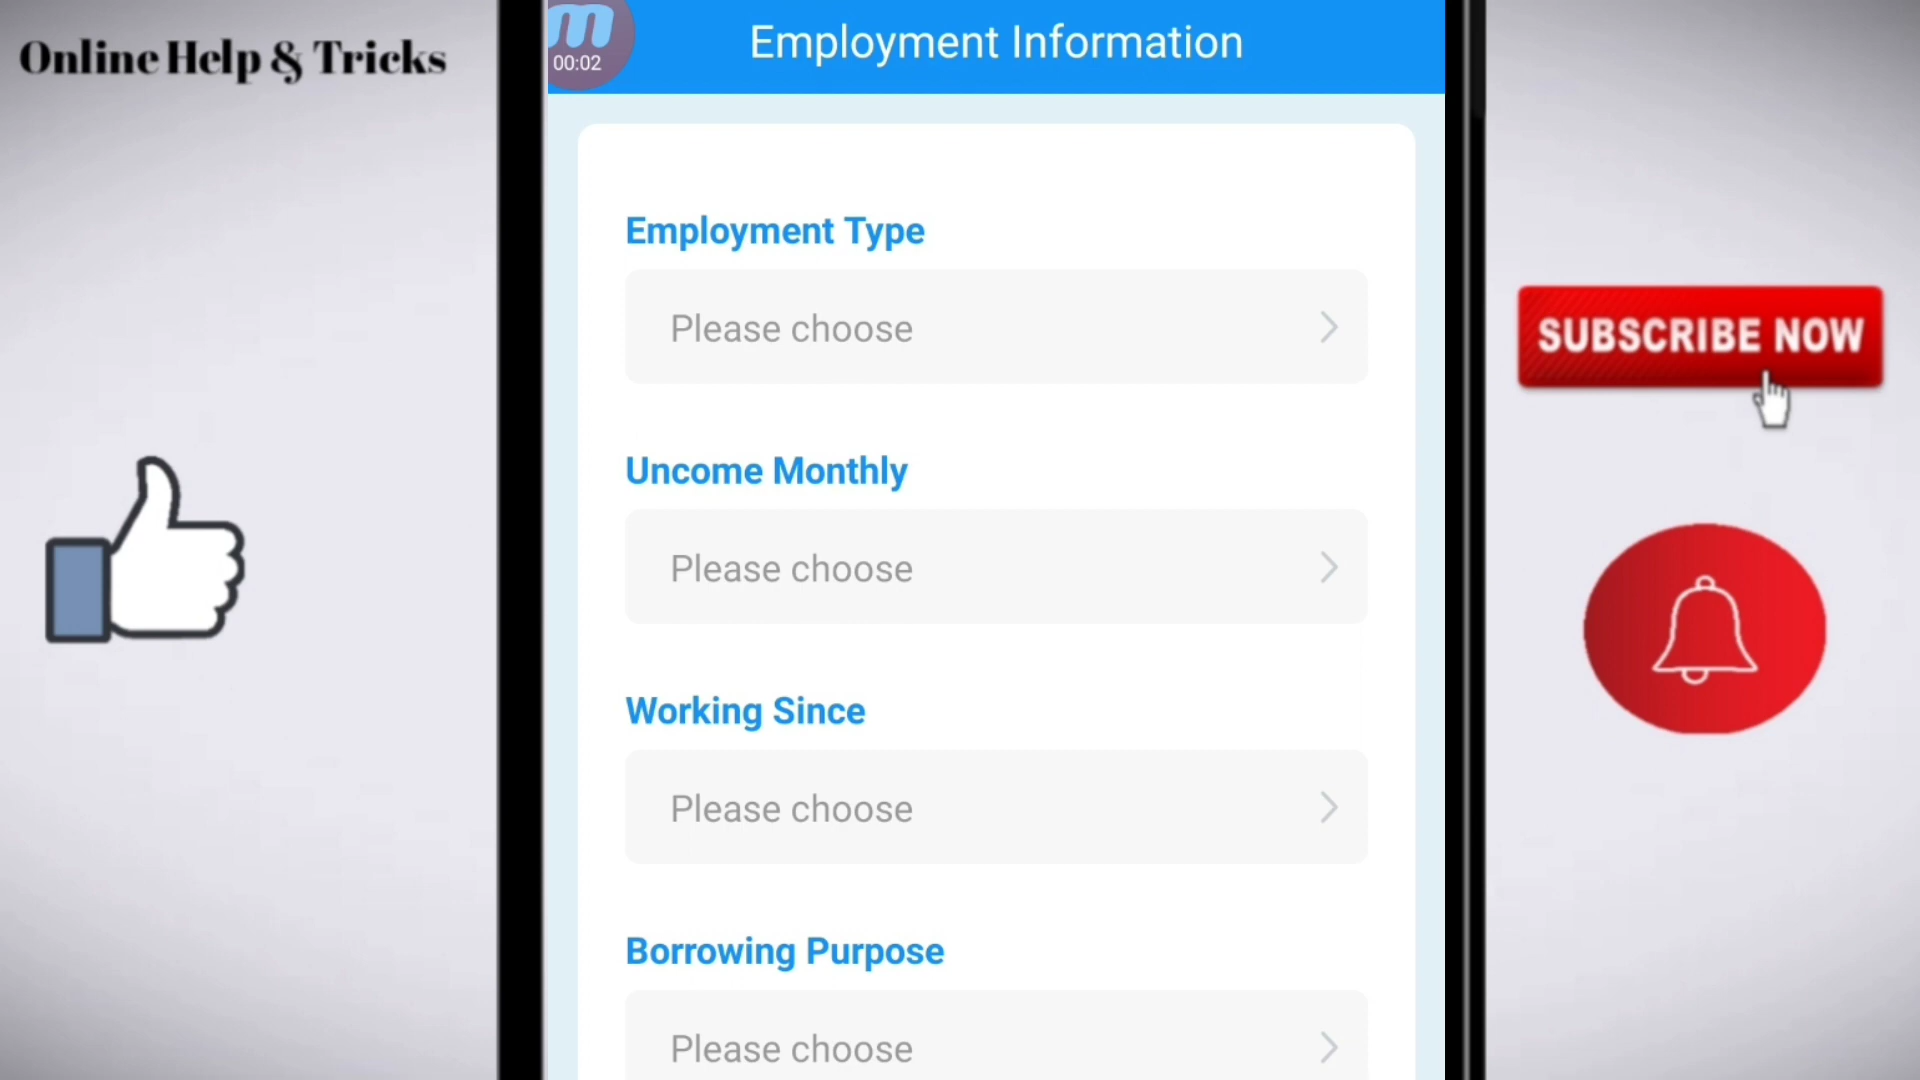 Online Help & Tricks
m
00:02
Employment Information
Employment Type
Please choose
Uncome Monthly
Please choose
Working Since
Please choose
Borrowing Purpose
Please choose
SUBSCRIBE NOW